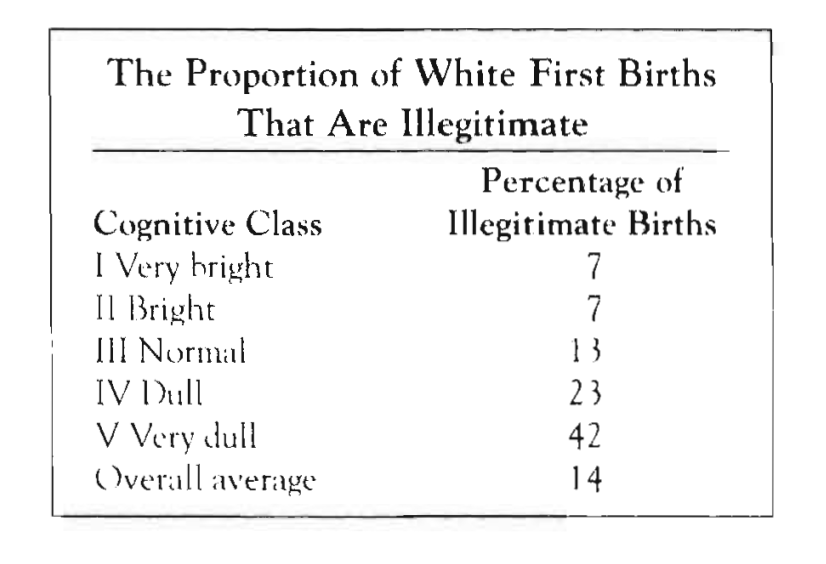 The Proportion of White First Births
That Are Illegitimate
Percentage of
Cognitive Class Illegitimate Births
I Very bright 7
II Bright 7
III Normal 13
IV Dull 23
V Very dull 42
Overall average 14